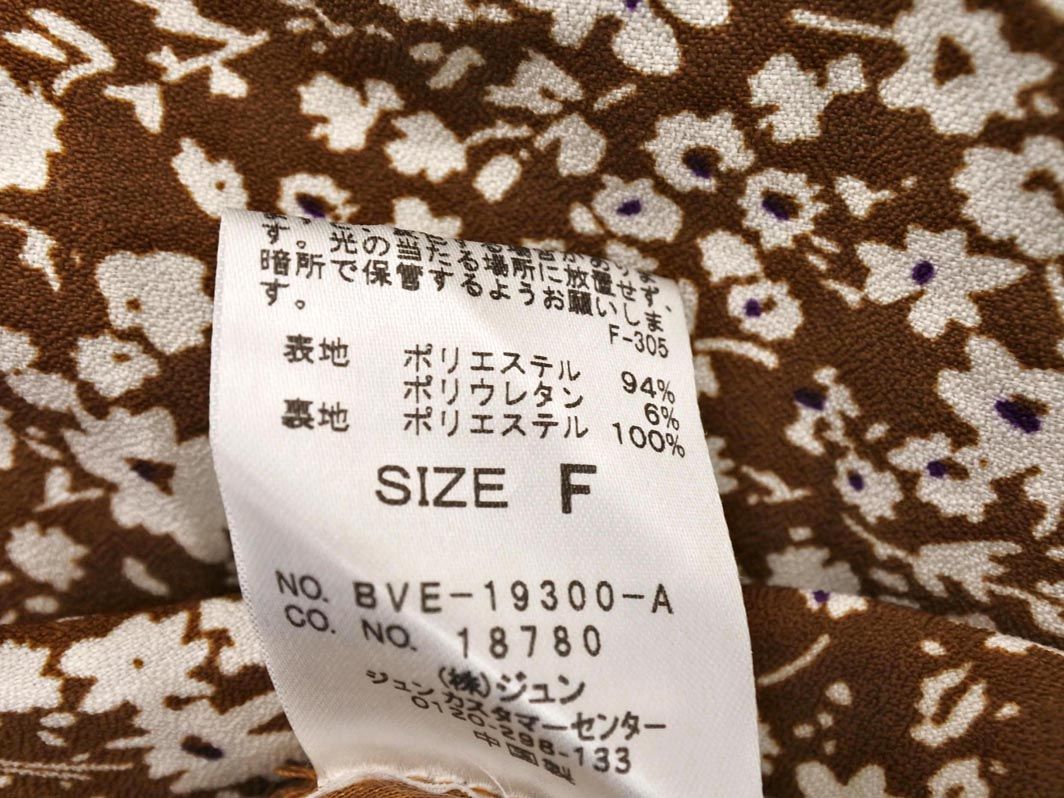 す。光の当たる場所に放置せず、
暗所で保管するようお願いしま
す。
F-305
表地 ポリエステル 94%
ポリウレタン 6%
裏地 ポリエステル 100%
SIZE F
NO. BVE-19300-A
CO. NO. 18780
(株)ジュン
ジュン カスタマーセンター
0120-298-133
中国製